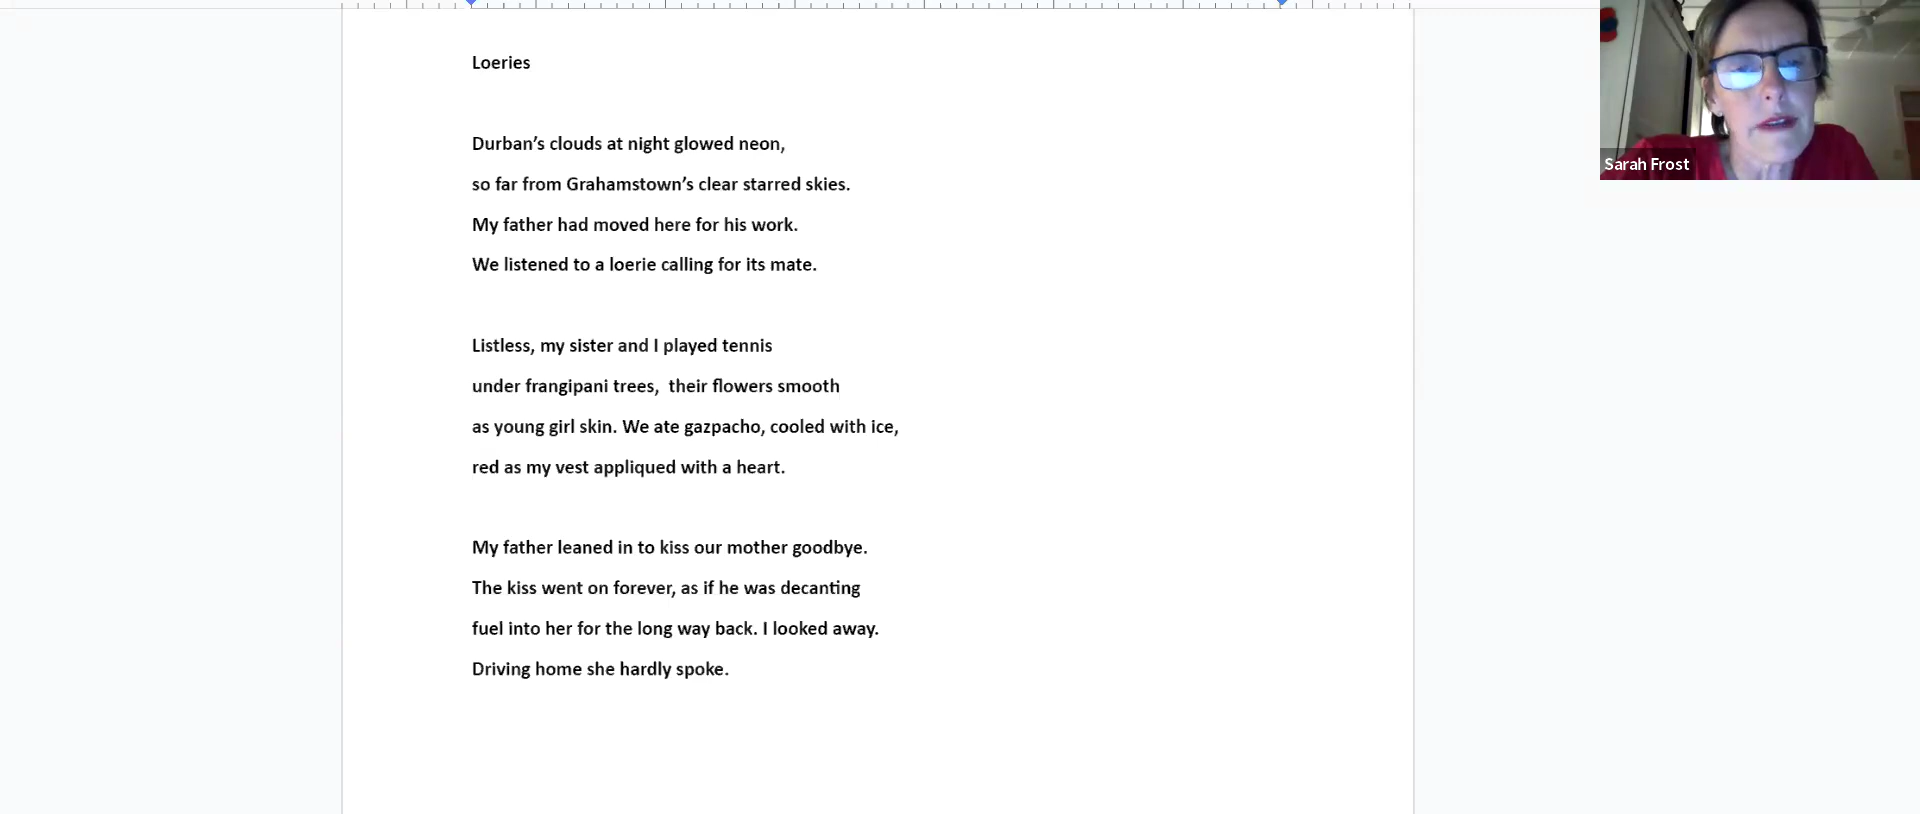 Loeries
Durban’s clouds at night glowed neon,
so far from Grahamstown’s clear starred skies.
My father had moved here for his work.
We listened to a loerie calling for its mate.
Listless, my sister and I played tennis
under frangipani trees,  their flowers smooth
as young girl skin. We ate gazpacho, cooled with ice,
red as my vest appliqued with a heart.
My father leaned in to kiss our mother goodbye.
The kiss went on forever, as if he was decanting
fuel into her for the long way back. I looked away.
Driving home she hardly spoke.
Sarah Frost